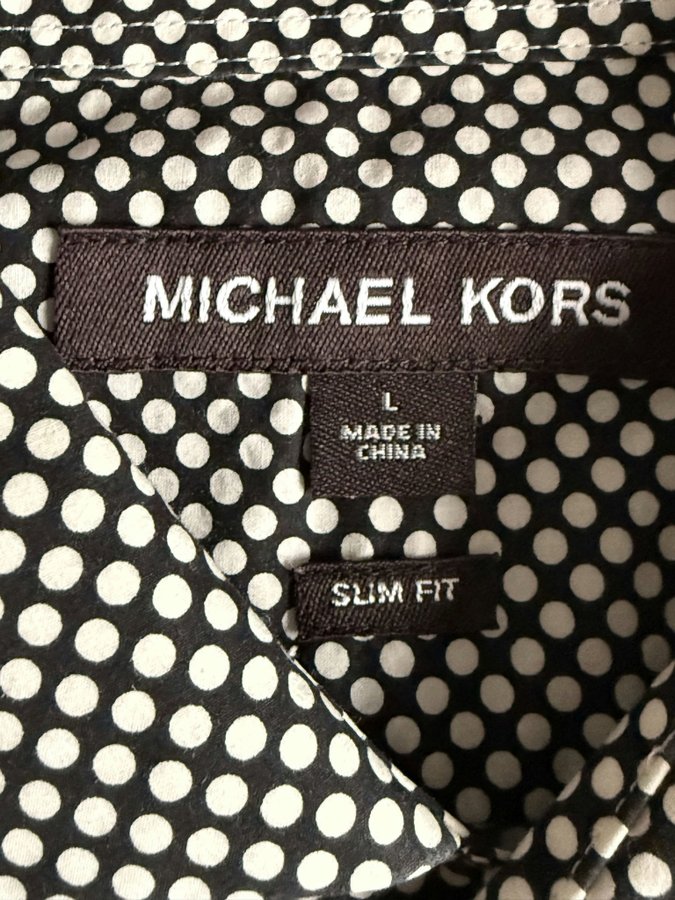 MICHAEL KORS
L
MADE IN
CHINA
SLIM FIT